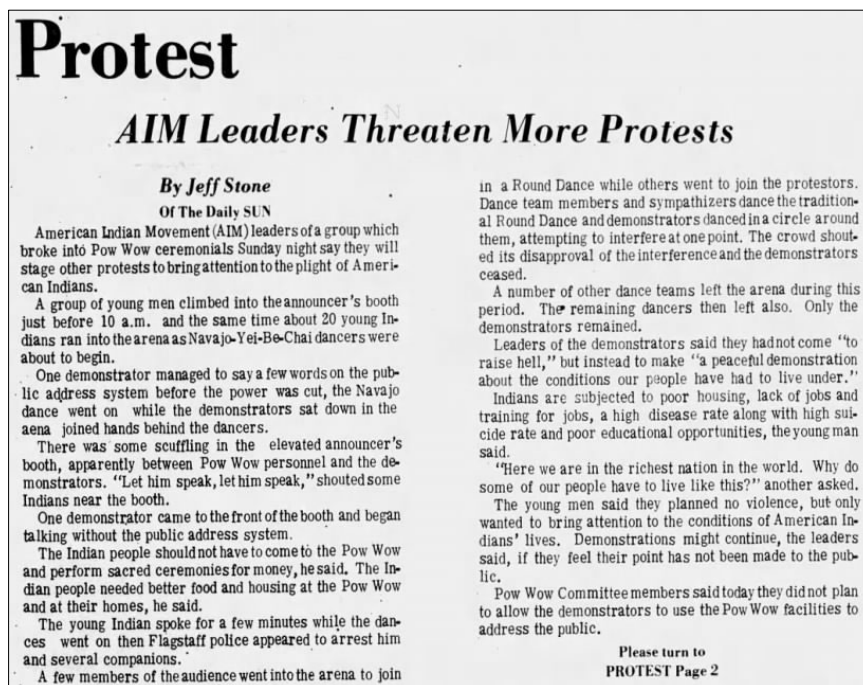 Protest
AIM Leaders Threaten More Protests
By Jeff Stone
Of The Daily SUN
American Indian Movement (AIM) leaders of a group which
broke into Pow Wow ceremonials Sunday night say they will
stage other protests to bring attention to the plight of Ameri-
can Indians.
A group of young men climbed into the announcer's booth
just before 10 a.m. and the same time about 20 young In-
dians ran into the arena as Navajo-Yei-Be-Chai dancers were
about to begin.
One demonstrator managed to say a few words on the pub-
lic address system before the power was cut, the Navajo
dance went on while the demonstrators sat down in the
aena joined hands behind the dancers.
There was some scuffling in the elevated announcer's
booth, apparently between Pow Wow personnel and the de-
monstrators. "Let him speak, let him speak," shouted some
Indians near the booth.
One demonstrator came to the front of the booth and began
talking without the public address system.
The Indian people should not have to come to the Pow Wow
and perform sacred ceremonies for money, he said. The In-
dian people needed better food and housing at the Pow Wow
and at their homes, he said.
The young Indian spoke for a few minutes while the dan-
ces went on then Flagstaff police appeared to arrest him
and several companions.
A few members of the audience went into the arena to join
in a Round Dance while others went to join the protestors.
Dance team members and sympathizers dance the tradition-
al Round Dance and demonstrators danced in a circle around
them, attempting to interfere at one point. The crowd shout-
ed its disapproval of the interference and the demonstrators
ceased.
A number of other dance teams left the arena during this
period. The remaining dancers then left also. Only the
demonstrators remained.
Leaders of the demonstrators said they had not come "to
raise hell," but instead to make "a peaceful demonstration
about the conditions our people have had to live under."
Indians are subjected to poor housing, lack of jobs and
training for jobs, a high disease rate along with high sui-
cide rate and poor educational opportunities, the young man
said.
"Here we are in the richest nation in the world. Why do
some of our people have to live like this?" another asked.
The young men said they planned no violence, but only
wanted to bring attention to the conditions of American In-
dians' lives. Demonstrations might continue, the leaders
said, if they feel their point has not been made to the pub-
lic.
Pow Wow Committee members said today they did not plan
to allow the demonstrators to use the Pow Wow facilities to
address the public.
Please turn to
PROTEST Page 2